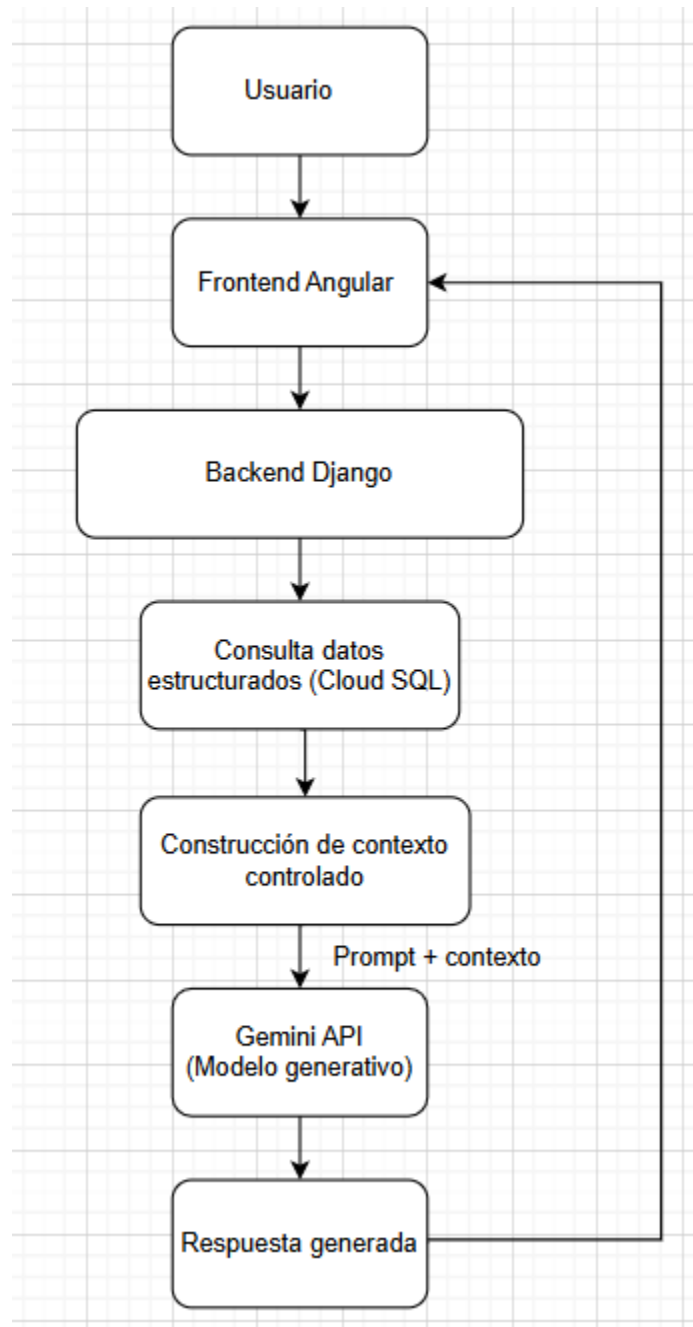 Usuario
Frontend Angular
Backend Django
Consulta datos
estructurados (Cloud SQL)
Construcción de contexto
controlado
Prompt + contexto
Gemini API
(Modelo generativo)
Respuesta generada